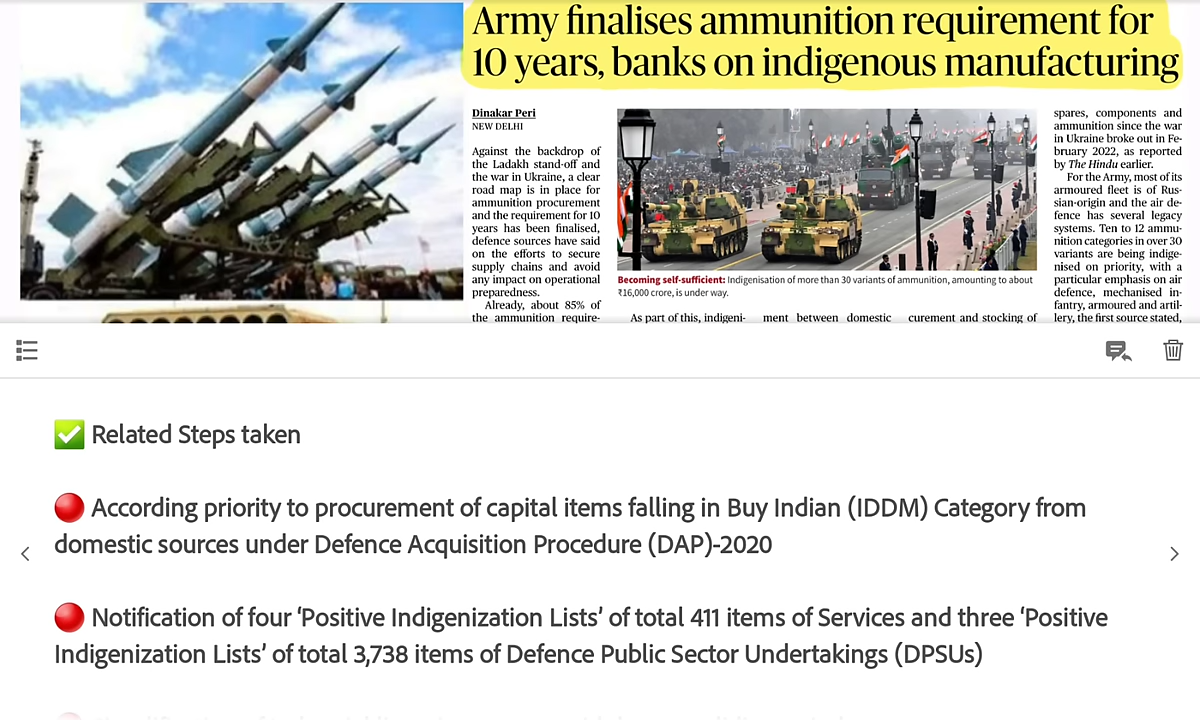 Army finalises ammunition requirement for
10 years, banks on indigenous manufacturing
Dinakar Peri
NEW DELHI
Against the backdrop of
the Ladakh stand-off and
the war in Ukraine, a clear
road map is in place for
ammunition procurement
and the requirement for 10
years has been finalised,
defence sources have said
on the efforts to secure
supply chains and avoid
any impact on operational
preparedness.
Already, about 85% of
the ammunition require-
Becoming self-sufficient: Indigenisation of more than 30 variants of ammunition, amounting to about
₹16,000 crore, is under way.
As part of this, indigeni-
ment between domestic
curement and stocking of
spares, components and
ammunition since the war
in Ukraine broke out in Fe-
bruary 2022, as reported
by The Hindu earlier.
For the Army, most of its
armoured fleet is of Rus-
sian-origin and the air de-
fence has several legacy
systems. Ten to 12 ammu-
nition categories in over 30
variants are being indige-
nised on priority, with a
particular emphasis on air
defence, mechanised in-
fantry, armoured and artil-
lery, the first source stated,
✅ Related Steps taken
🔴 According priority to procurement of capital items falling in Buy Indian (IDDM) Category from
domestic sources under Defence Acquisition Procedure (DAP)-2020
🔴 Notification of four ‘Positive Indigenization Lists’ of total 411 items of Services and three ‘Positive
Indigenization Lists’ of total 3,738 items of Defence Public Sector Undertakings (DPSUs)